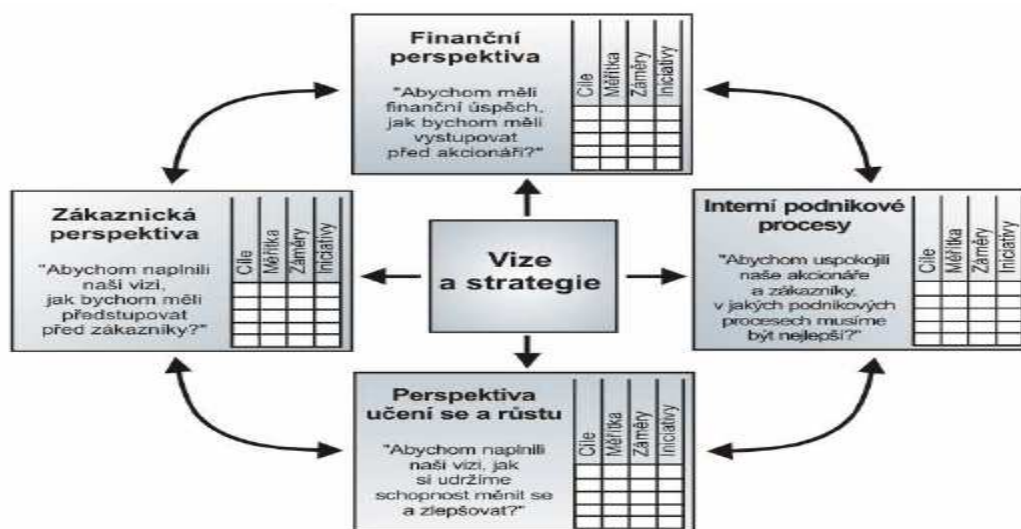 Finanční
perspektiva
"Abychom měli
finanční úspěch,
jak bychom měli
vystupovat
před akcionáři?"
Cíle
Měřítka
Záměry
Iniciativy
Zákaznická
perspektiva
"Abychom naplnili
naši vizi,
jak bychom měli
předstupovat
před zákazníky?"
Cíle
Měřítka
Záměry
Iniciativy
Vize
a strategie
Interní podnikové
procesy
"Abychom uspokojili
naše akcionáře
a zákazníky,
v jakých podnikových
procesech musíme
být nejlepší?"
Cíle
Měřítka
Záměry
Iniciativy
Perspektiva
učení se a růstu
"Abychom naplnili
naši vizi, jak
si udržíme
schopnost měnit se
a zlepšovat?"
Cíle
Měřítka
Záměry
Iniciativy